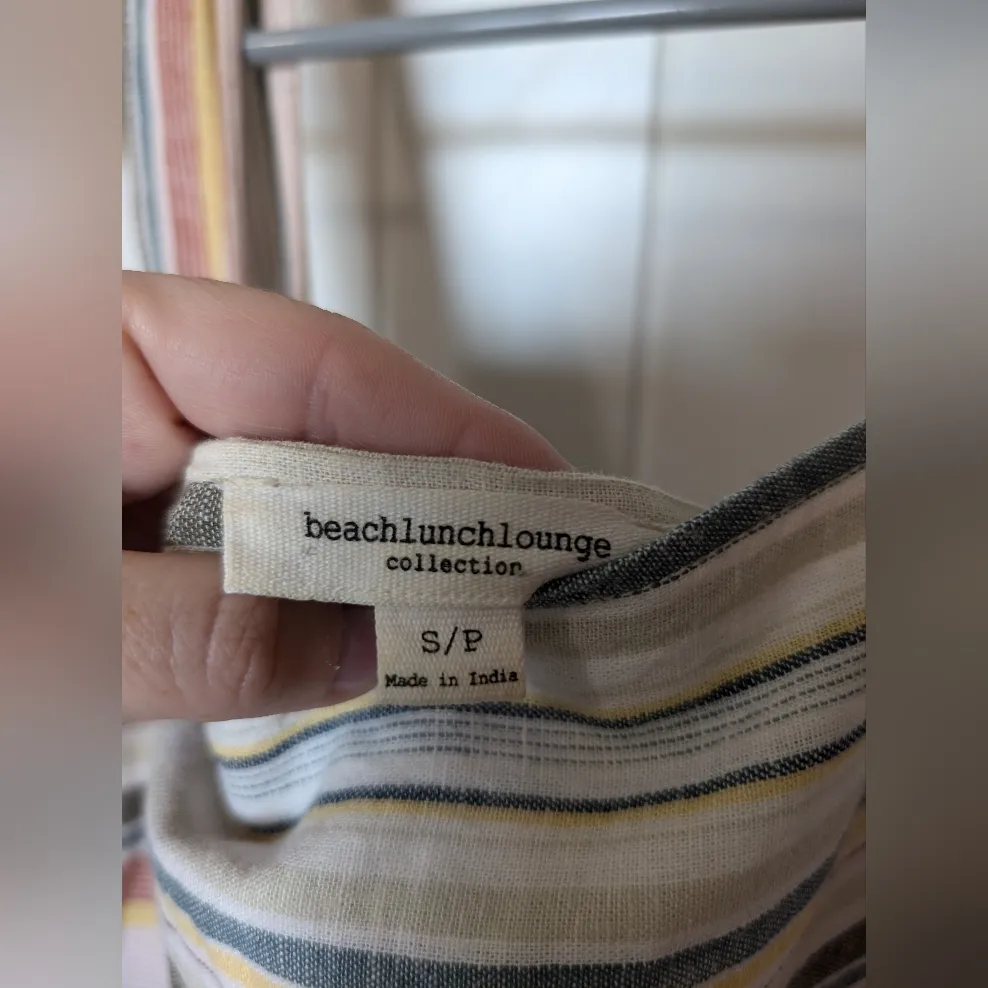 beachlunchlounge
collection
S/P
Made in India